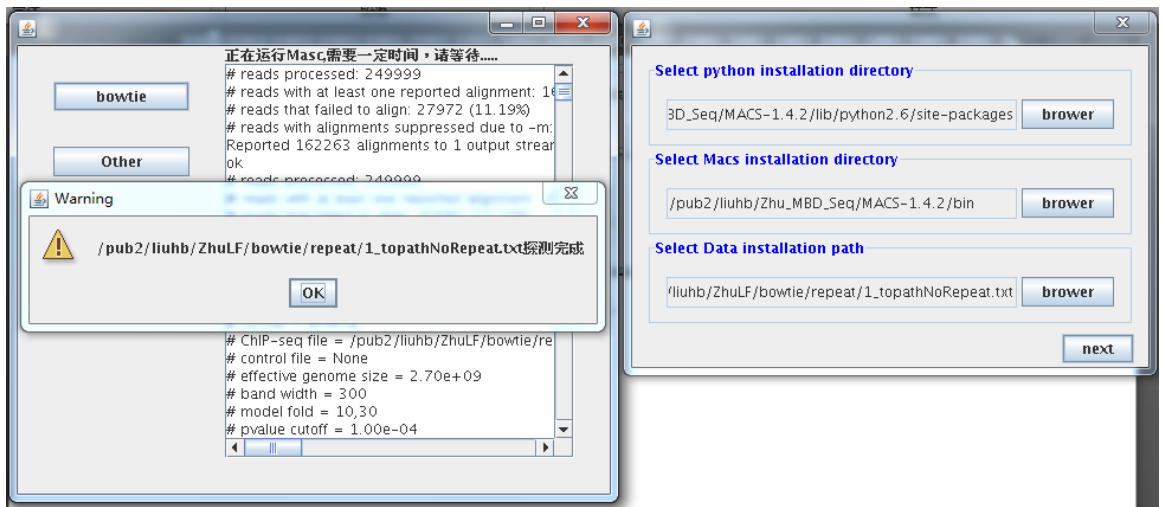 正在运行Masc,需要一定时间，请等待.....
bowtie
Other
# reads processed: 249999
# reads with at least one reported alignment: 16
# reads that failed to align: 27972 (11.19%)
# reads with alignments suppressed due to -m:
Reported 162263 alignments to 1 output strear
ok
# reads processed: 249999
Warning
/pub2/liuhb/ZhuLF/bowtie/repeat/1_topathNoRepeat.txt探测完成
OK
# ChIP-seq file = /pub2/liuhb/ZhuLF/bowtie/re
# control file = None
# effective genome size = 2.70e+09
# band width = 300
# model fold = 10,30
# pvalue cutoff = 1.00e-04
Select python installation directory
3D_Seq/MACS-1.4.2/lib/python2.6/site-packages
brower
Select Macs installation directory
/pub2/liuhb/Zhu_MBD_Seq/MACS-1.4.2/bin
brower
Select Data installation path
/liuhb/ZhuLF/bowtie/repeat/1_topathNoRepeat.txt
brower
next